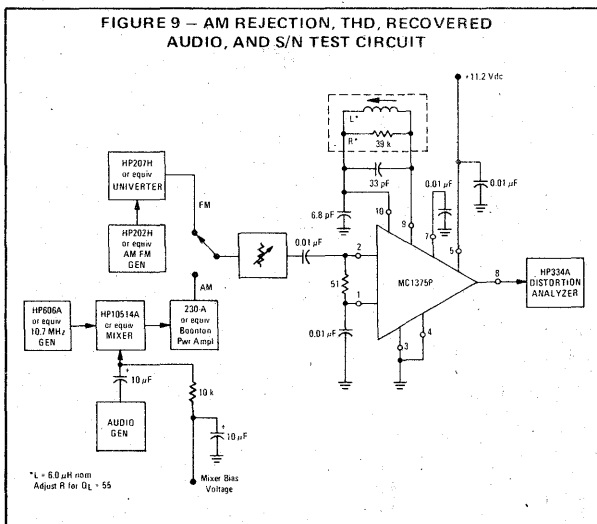 FIGURE 9 — AM REJECTION, THD, RECOVERED
AUDIO, AND S/N TEST CIRCUIT
+11.2 Vdc
L*
R*
39 k
33 pF
0.01 µF
0.01 µF
6.8 pF
10
9
7
5
HP207H
or equiv
UNIVERTER
FM
HP202H
or equiv
AM FM
GEN
0.01 µF
2
51
1
MC1375P
8
HP334A
DISTORTION
ANALYZER
0.01 µF
3
4
AM
HP606A
or equiv
10.7 MHz
GEN
HP10514A
or equiv
MIXER
230-A
or equiv
Boonton
Pwr Ampl
+
10 µF
10 k
+
10 µF
AUDIO
GEN
Mixer Bias
Voltage
*L = 6.0 µH nom
Adjust R for QL = 55